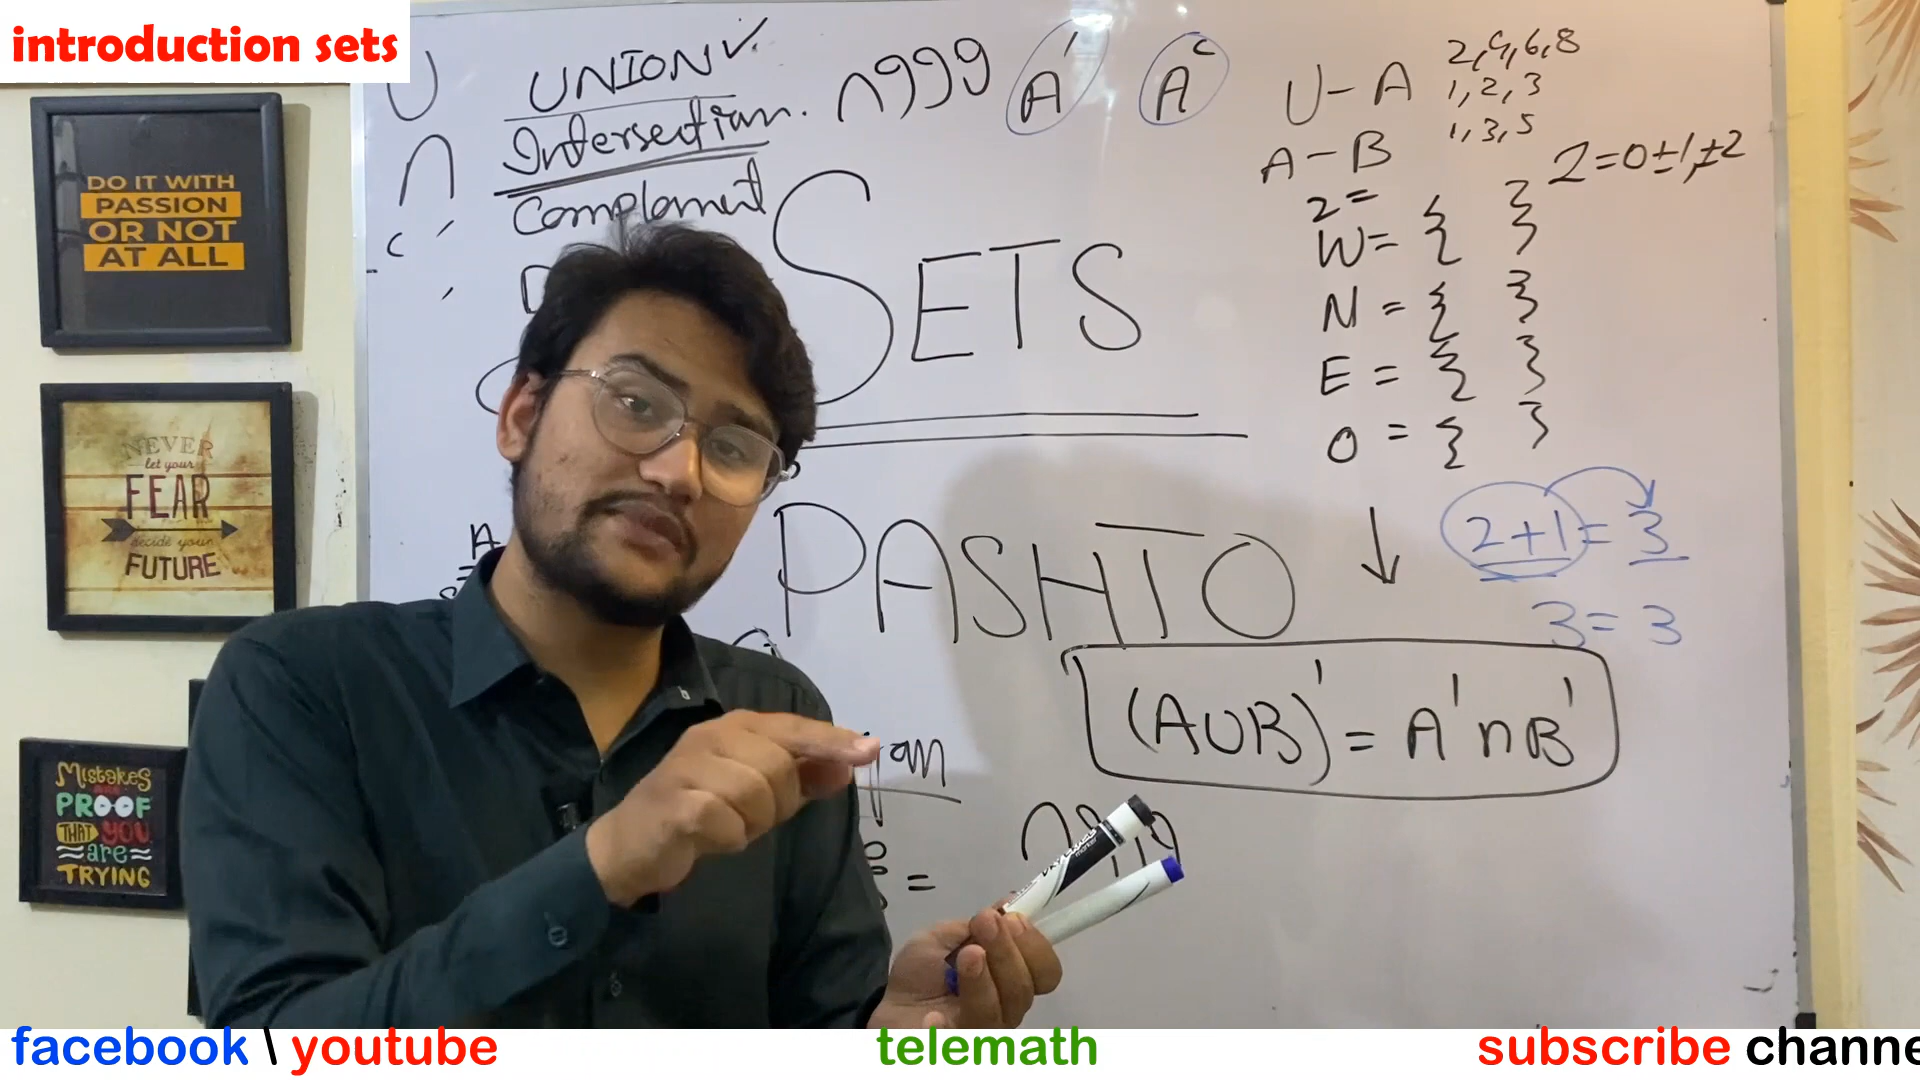 introduction sets
U UNION ✓
∩ Intersection.
Complement
c ′
′
A′ Aᶜ
U - A
A - B
2,4,6,8
1,2,3
1,3,5
Z = 0 ± 1, ± 2
Z =
W = { }
N = { }
E = { }
O = { }
SETS
PASHTO
2+1 = 3
3 = 3
(A∪B)′ = A′∩B′
A
gan
=
DO IT WITH
PASSION
OR NOT
AT ALL
NEVER
let your
FEAR
decide your
FUTURE
MISTAKES
PROOF
THAT YOU
are
TRYING
facebook \ youtube
telemath
subscribe channe